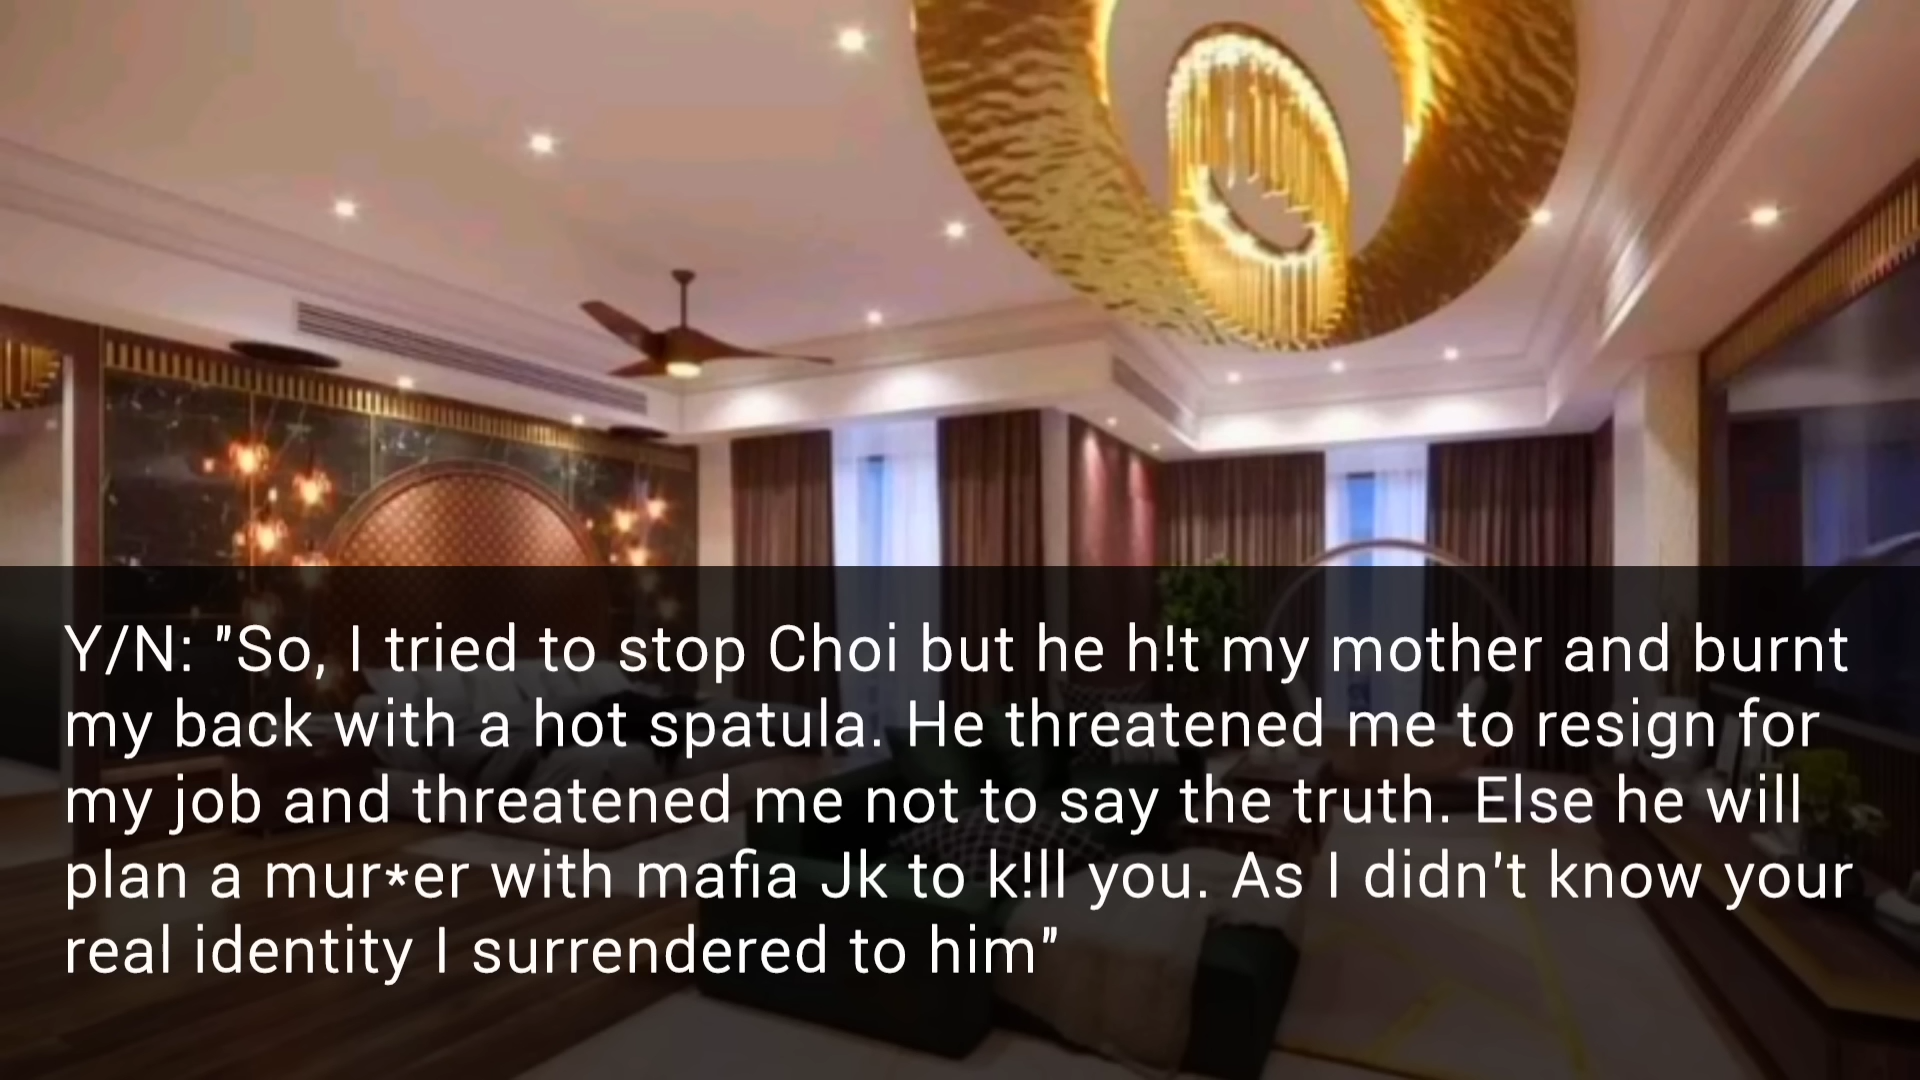 Y/N: "So, I tried to stop Choi but he h!t my mother and burnt
my back with a hot spatula. He threatened me to resign for
my job and threatened me not to say the truth. Else he will
plan a mur*er with mafia Jk to k!ll you. As I didn't know your
real identity I surrendered to him"